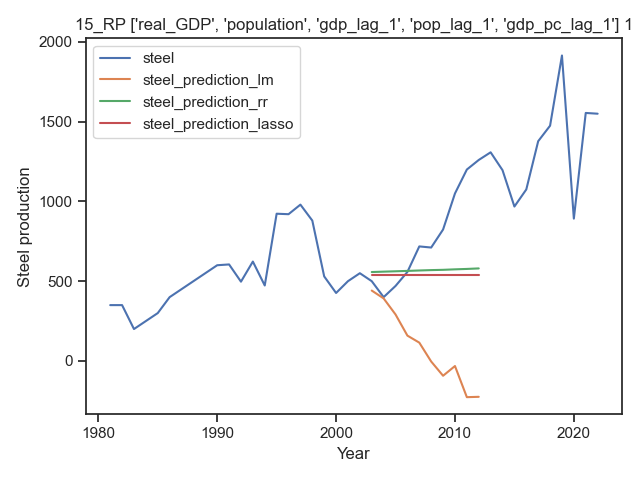 15_RP ['real_GDP', 'population', 'gdp_lag_1', 'pop_lag_1', 'gdp_pc_lag_1'] 1
2000
1500
1000
500
0
Steel production
steel
steel_prediction_lm
steel_prediction_rr
steel_prediction_lasso
1980
1990
2000
2010
2020
Year